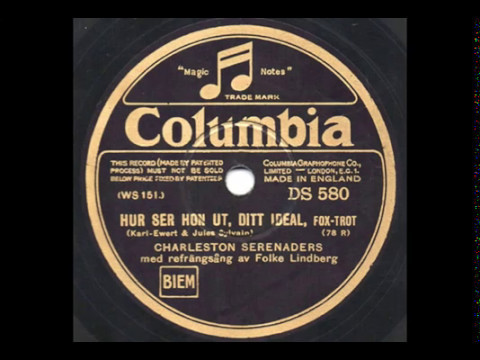 "Magic Notes"
TRADE MARK
Columbia
THIS RECORD (MADE BY PATENTED
PROCESS) MUST NOT BE SOLD
BELOW PRICE FIXED BY PATENTEES
COLUMBIA GRAPHOPHONE CO.,
LIMITED — LONDON, E.C. 1.
MADE IN ENGLAND
(WS 151.)
DS 580
HUR SER HON UT, DITT IDEAL, FOX-TROT
(Karl-Ewert & Jules Sylvain) (78 R)
CHARLESTON SERENADERS
med refrängsång av Folke Lindberg
BIEM